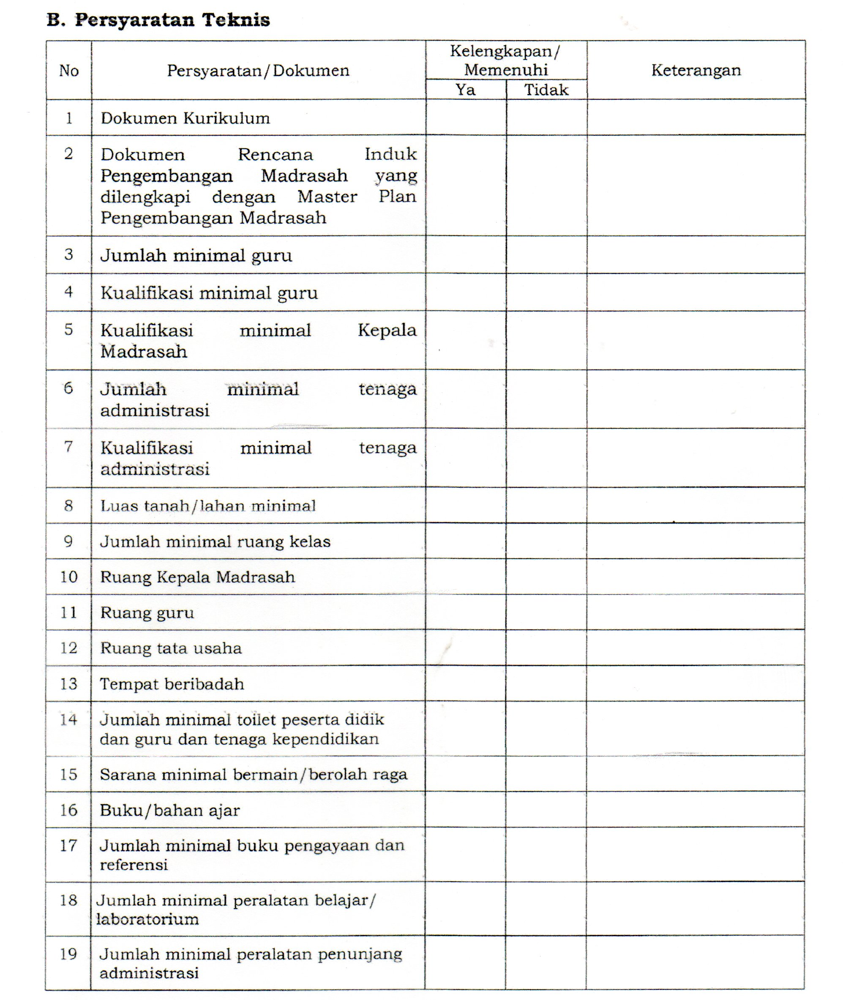 B. Persyaratan Teknis
No
Persyaratan/Dokumen
Kelengkapan/
Memenuhi
Keterangan
Ya
Tidak
1 Dokumen Kurikulum
2 Dokumen Rencana Induk
Pengembangan Madrasah yang
dilengkapi dengan Master Plan
Pengembangan Madrasah
3 Jumlah minimal guru
4 Kualifikasi minimal guru
5 Kualifikasi minimal Kepala
Madrasah
6 Jumlah minimal tenaga
administrasi
7 Kualifikasi minimal tenaga
administrasi
8 Luas tanah/lahan minimal
9 Jumlah minimal ruang kelas
10 Ruang Kepala Madrasah
11 Ruang guru
12 Ruang tata usaha
13 Tempat beribadah
14 Jumlah minimal toilet peserta didik
dan guru dan tenaga kependidikan
15 Sarana minimal bermain/berolah raga
16 Buku/bahan ajar
17 Jumlah minimal buku pengayaan dan
referensi
18 Jumlah minimal peralatan belajar/
laboratorium
19 Jumlah minimal peralatan penunjang
administrasi